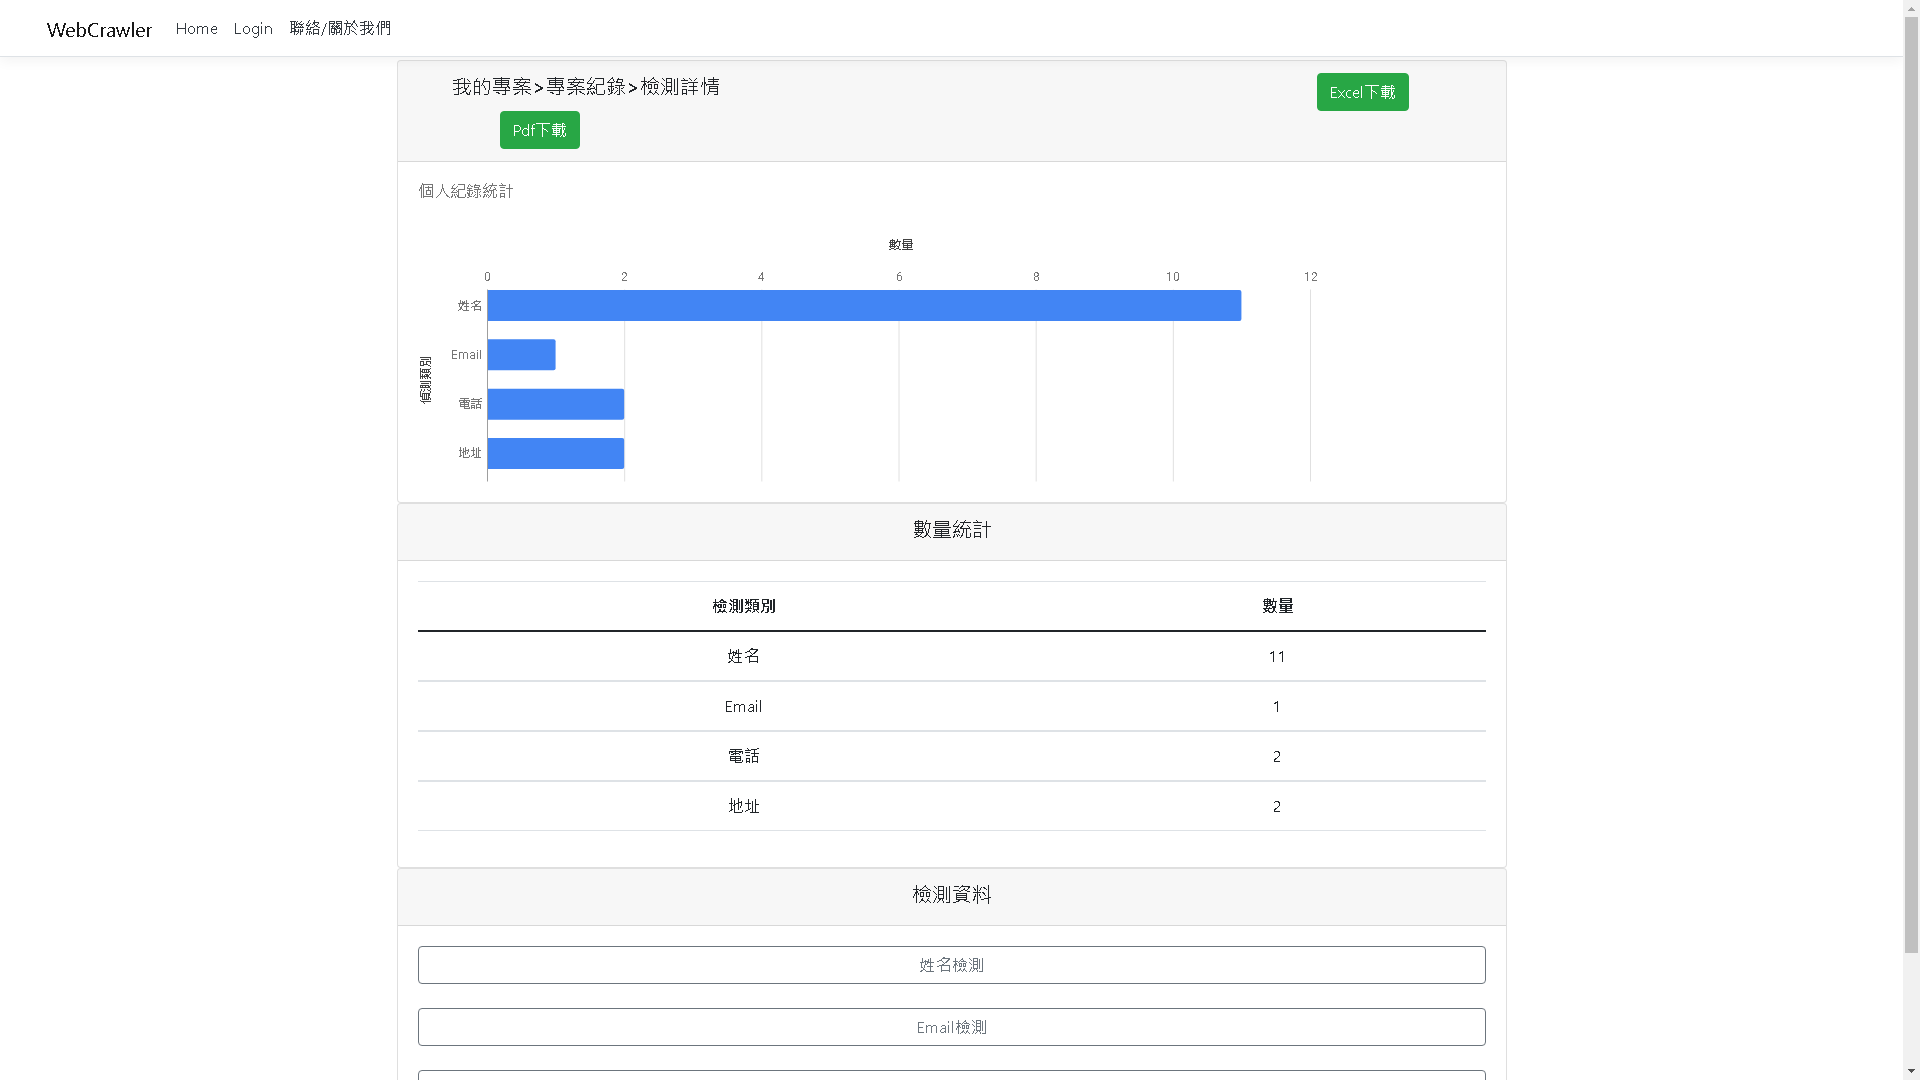 WebCrawler Home Login 聯絡/關於我們
我的專案>專案紀錄>檢測詳情
Excel下載
Pdf下載
個人紀錄統計
數量
0 2 4 6 8 10 12
姓名
Email
偵測類別
電話
地址
數量統計
檢測類別 數量
姓名 11
Email 1
電話 2
地址 2
檢測資料
姓名檢測
Email檢測